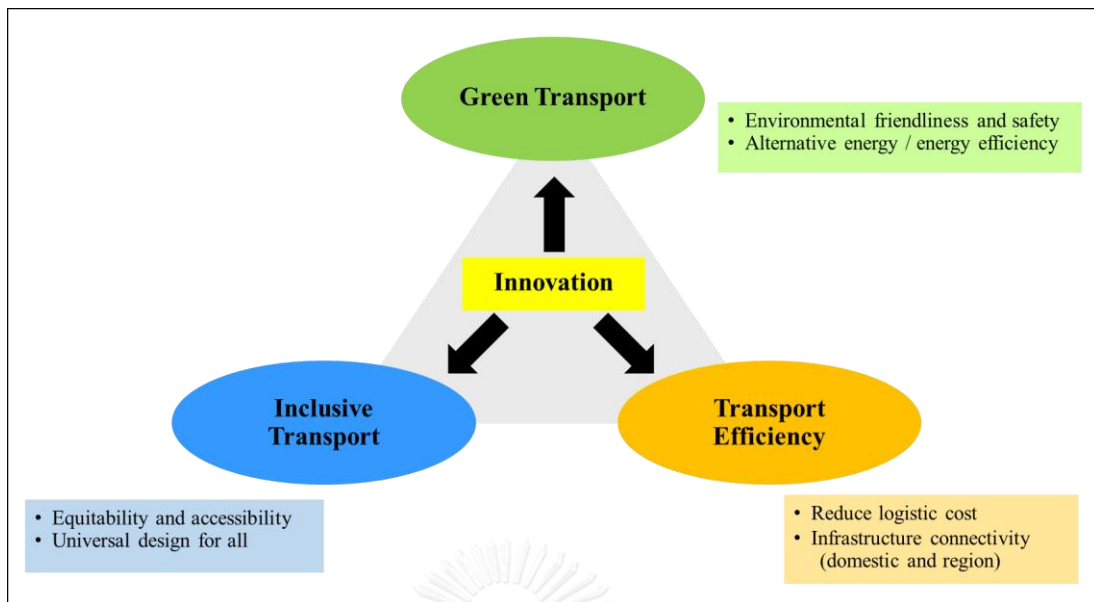 Green Transport
• Environmental friendliness and safety
• Alternative energy / energy efficiency
Innovation
Inclusive
Transport
Transport
Efficiency
• Equitability and accessibility
• Universal design for all
• Reduce logistic cost
• Infrastructure connectivity
(domestic and region)